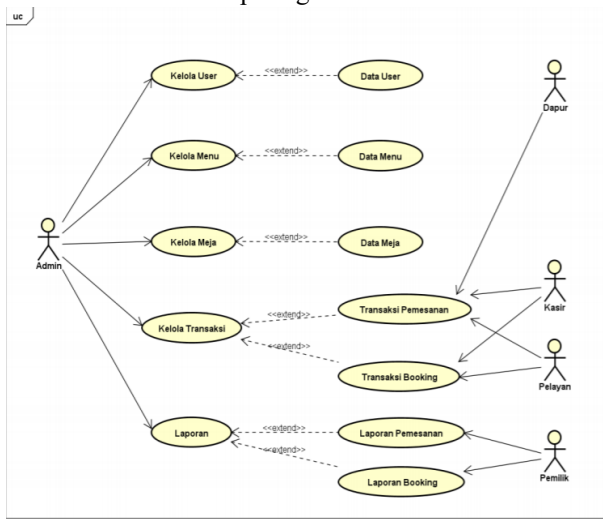 uc
Kelola User
<<extend>>
Data User
Dapur
Kelola Menu
<<extend>>
Data Menu
Admin
Kelola Meja
<<extend>>
Data Meja
Kasir
Kelola Transaksi
<<extend>>
Transaksi Pemesanan
<<extend>>
Transaksi Booking
Pelayan
Laporan
<<extend>>
Laporan Pemesanan
<<extend>>
Laporan Booking
Pemilik